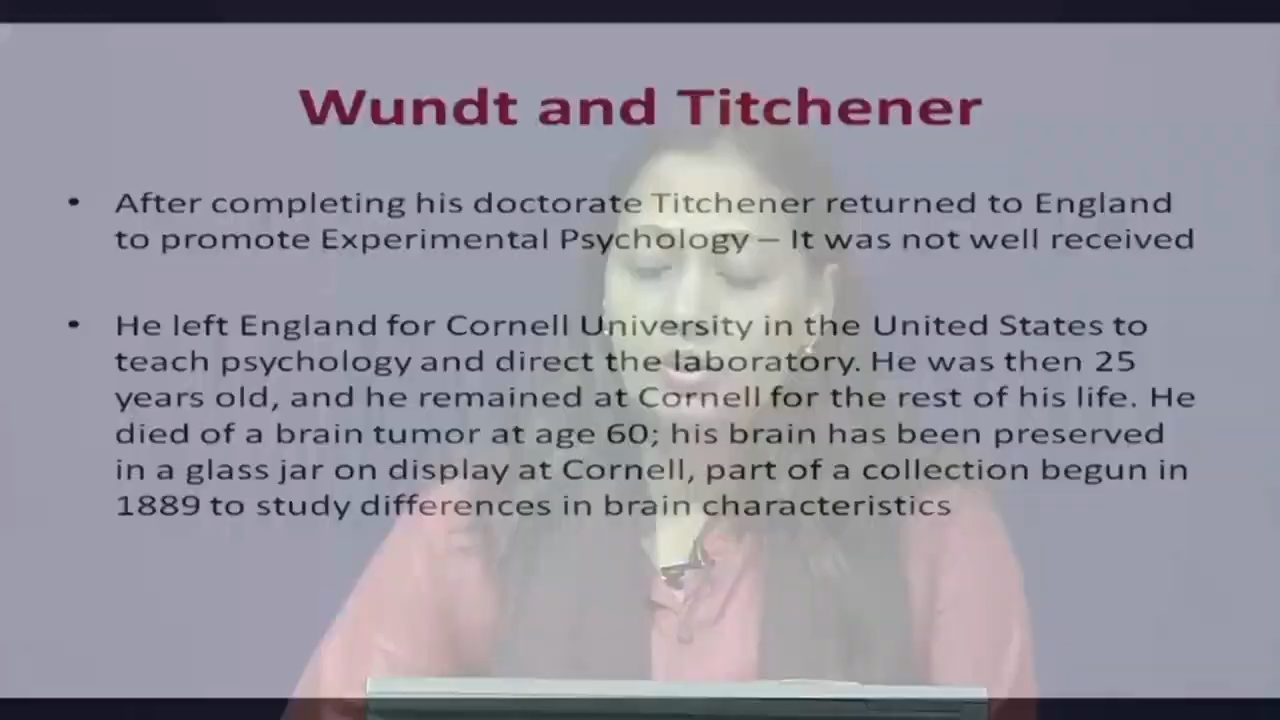 Wundt and Titchener
• After completing his doctorate Titchener returned to England
to promote Experimental Psychology – It was not well received
• He left England for Cornell University in the United States to
teach psychology and direct the laboratory. He was then 25
years old, and he remained at Cornell for the rest of his life. He
died of a brain tumor at age 60; his brain has been preserved
in a glass jar on display at Cornell, part of a collection begun in
1889 to study differences in brain characteristics